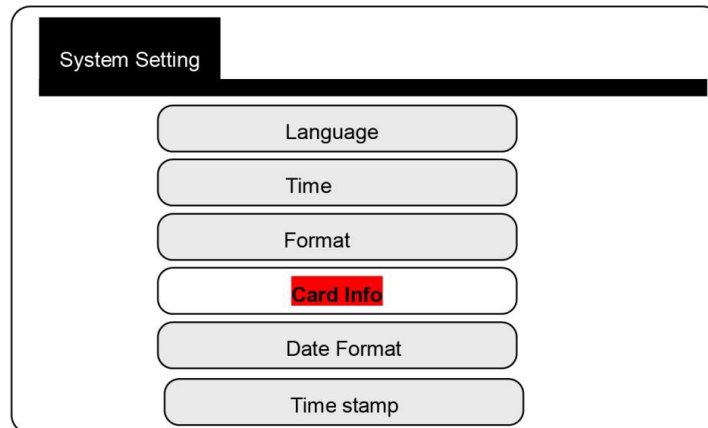 System Setting
Language
Time
Format
Card Info
Date Format
Time stamp